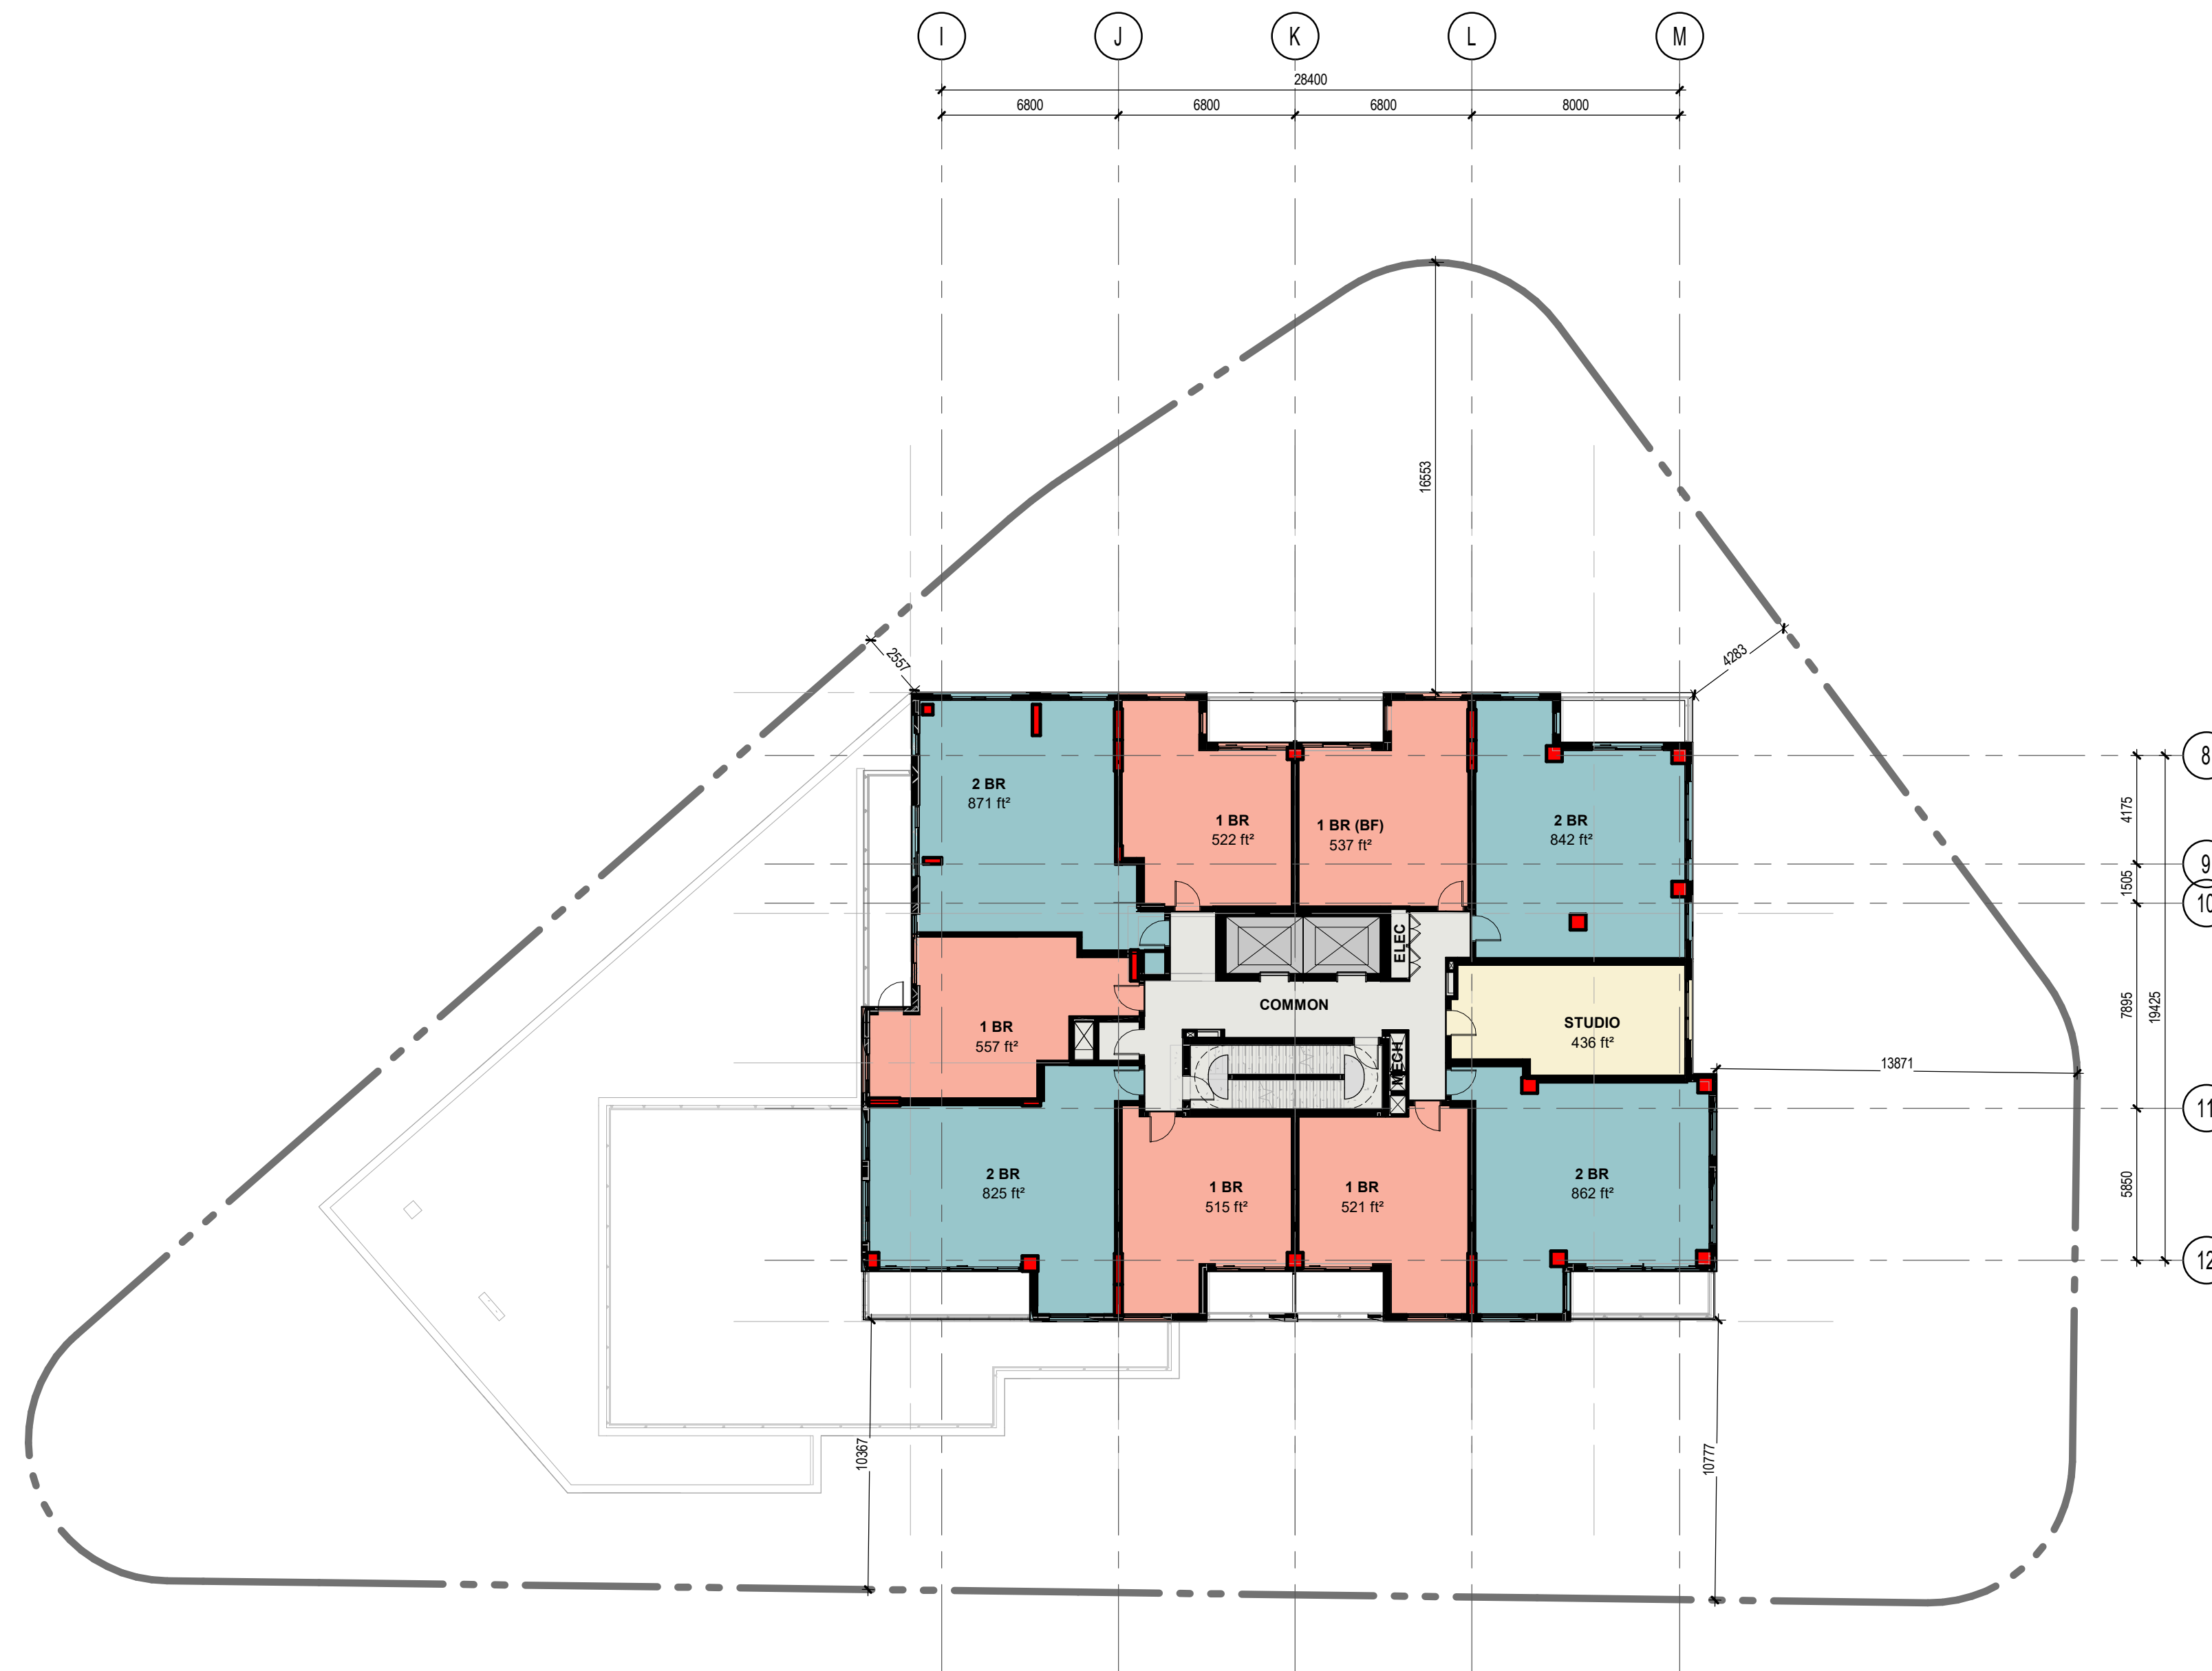 I
J
K
L
M
28400
6800
6800
6800
8000
16553
2557
4283
8
2 BR
871 ft²
4175
1 BR
522 ft²
1 BR (BF)
537 ft²
2 BR
842 ft²
9
1505
10
ELEC
COMMON
7895
19425
1 BR
557 ft²
STUDIO
436 ft²
MECH
13871
11
2 BR
825 ft²
1 BR
515 ft²
1 BR
521 ft²
2 BR
862 ft²
5850
12
10367
10777